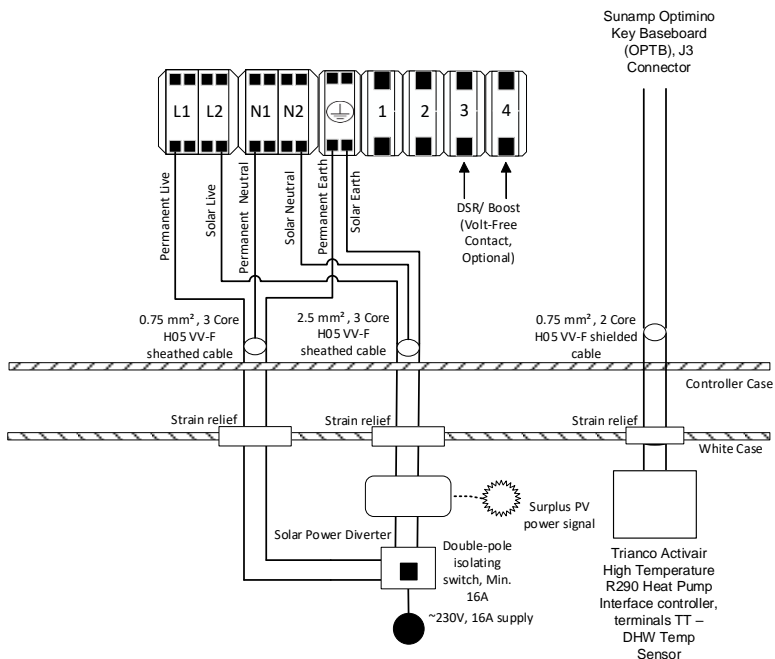 Sunamp Optimino
Key Baseboard
(OPTB), J3
Connector
L1
L2
N1
N2
1
2
3
4
Permanent Live
Solar Live
Permanent Neutral
Solar Neutral
Permanent Earth
Solar Earth
DSR/ Boost
(Volt-Free
Contact,
Optional)
0.75 mm², 3 Core
H05 VV-F
sheathed cable
2.5 mm², 3 Core
H05 VV-F
sheathed cable
0.75 mm², 2 Core
H05 VV-F shielded
cable
Controller Case
Strain relief
Strain relief
Strain relief
White Case
Surplus PV
power signal
Solar Power Diverter
Double-pole
isolating
switch, Min.
16A
~230V, 16A supply
Trianco Activair
High Temperature
R290 Heat Pump
Interface controller,
terminals TT –
DHW Temp
Sensor